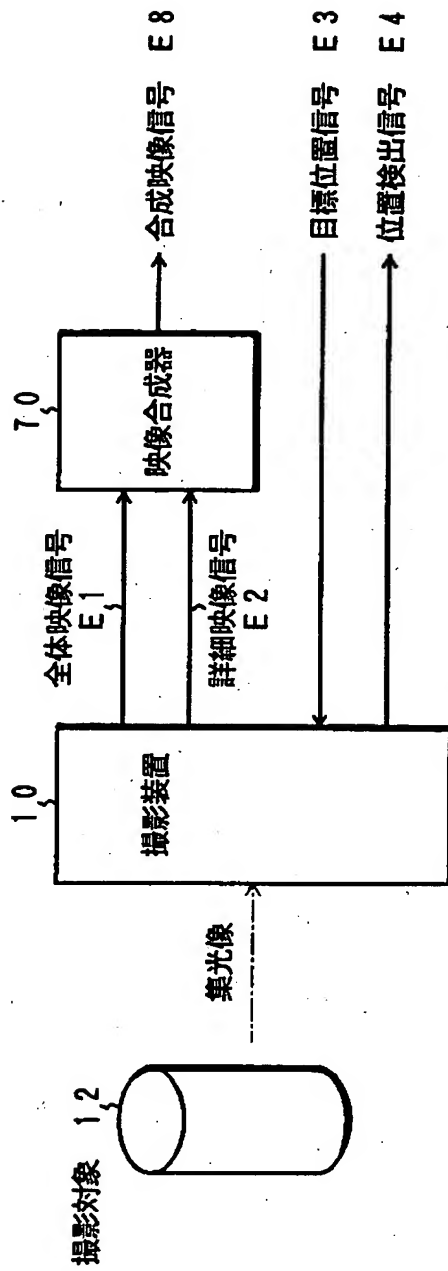 撮影対象
12
集光像
10
撮影装置
全体映像信号
E1
詳細映像信号
E2
70
映像合成器
合成映像信号 E8
目標位置信号 E3
位置検出信号 E4